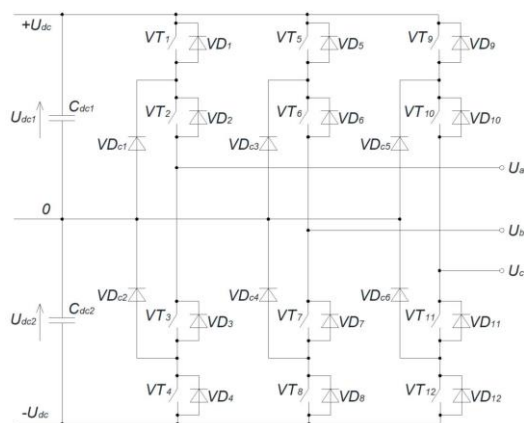 +Udc
VT1 VD1 VT5 VD5 VT9 VD9
Udc1 Cdc1 VT2 VD2 VT6 VD6 VT10 VD10
VDc1 VDc3 VDc5
Ua
0
Ub
Uc
VDc2 VDc4 VDc6
Udc2 Cdc2 VT3 VD3 VT7 VD7 VT11 VD11
VT4 VD4 VT8 VD8 VT12 VD12
-Udc